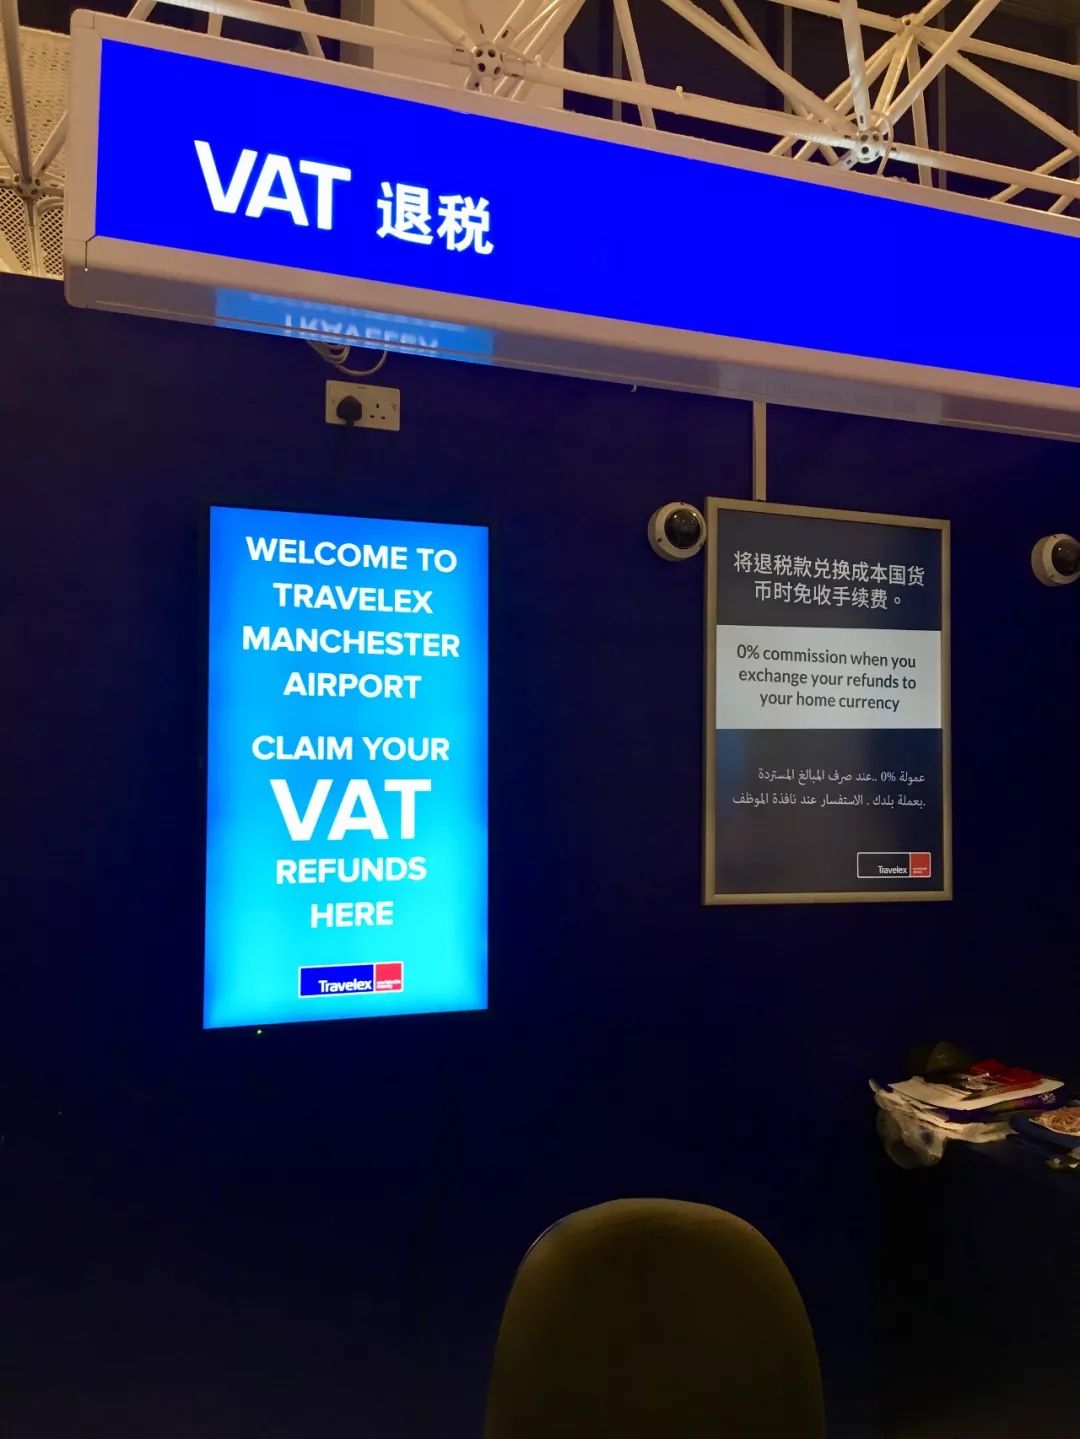 VAT 退税
WELCOME TO
TRAVELEX
MANCHESTER
AIRPORT
CLAIM YOUR
VAT
REFUNDS
HERE
Travelex
将退税款兑换成本国货
币时免收手续费。
0% commission when you
exchange your refunds to
your home currency
عمولة 0% ..عند صرف المبالغ المستردة
بعملة بلدك . الاستفسار عند نافذة الموظف.
Travelex